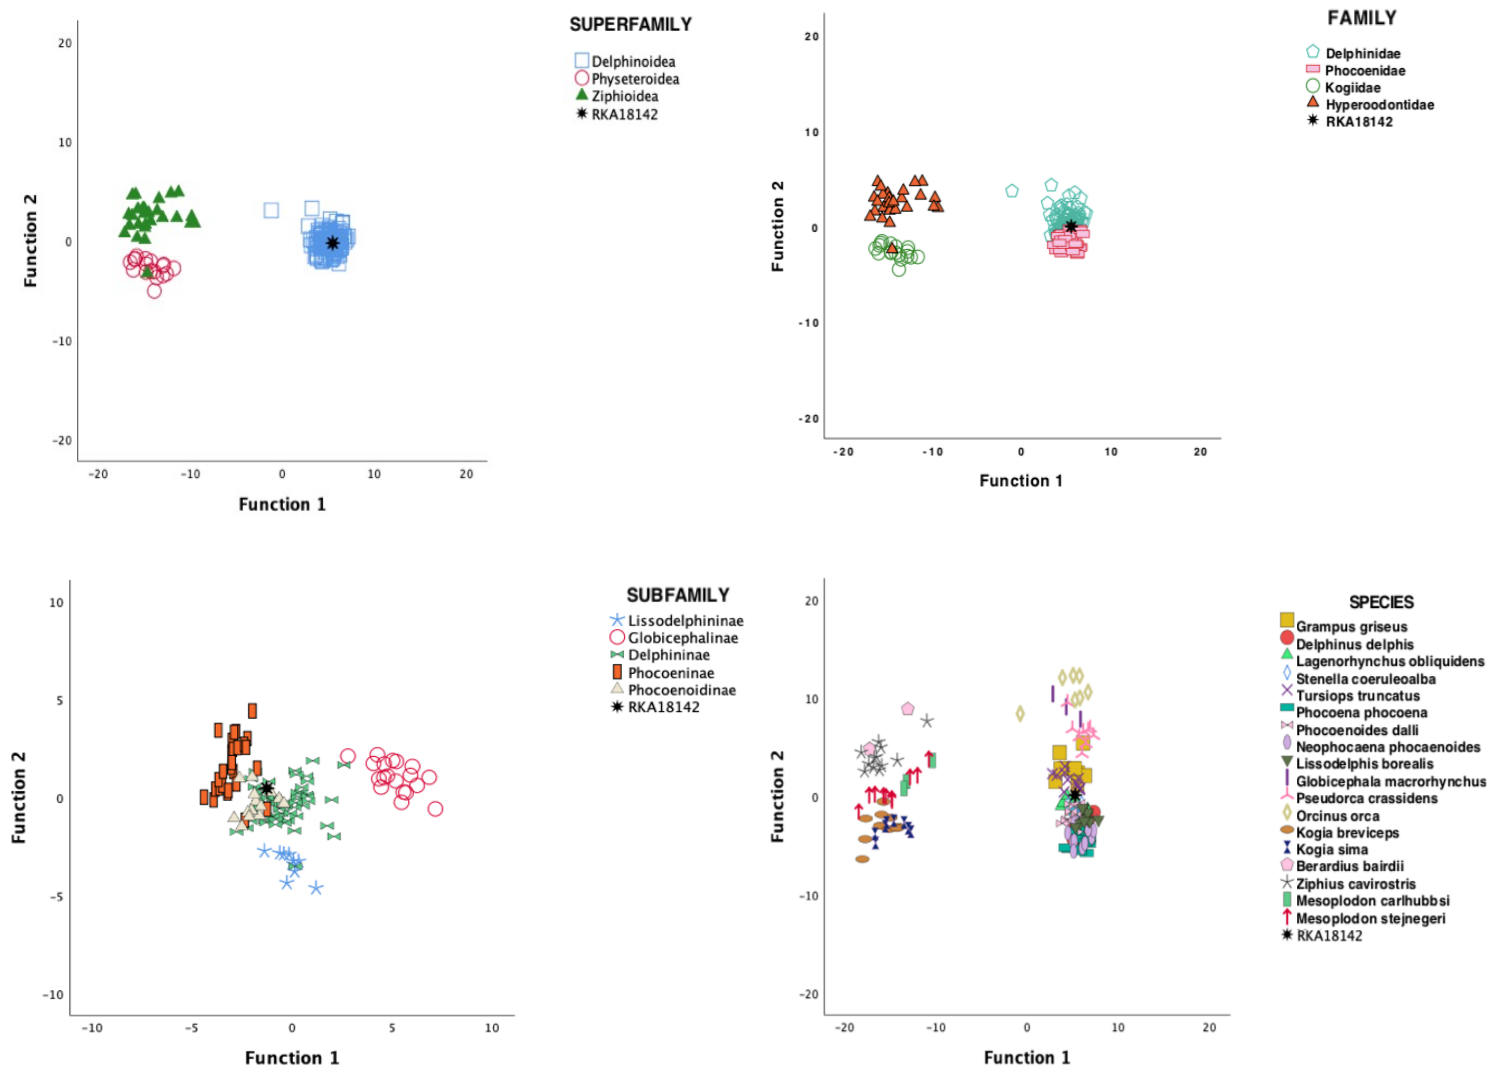 SUPERFAMILY
Delphinoidea
Physeteroidea
Ziphioidea
RKA18142
20
10
0
-10
-20
Function 2
-20
-10
0
10
20
Function 1
FAMILY
Delphinidae
Phocoenidae
Kogiidae
Hyperoodontidae
RKA18142
20
10
0
-10
-20
Function 2
-20
-10
0
10
20
Function 1
SUBFAMILY
Lissodelphininae
Globicephalinae
Delphininae
Phocoeninae
Phocoenoidinae
RKA18142
10
5
0
-5
-10
Function 2
-10
-5
0
5
10
Function 1
SPECIES
Grampus griseus
Delphinus delphis
Lagenorhynchus obliquidens
Stenella coeruleoalba
Tursiops truncatus
Phocoena phocoena
Phocoenoides dalli
Neophocaena phocaenoides
Lissodelphis borealis
Globicephala macrorhynchus
Pseudorca crassidens
Orcinus orca
Kogia breviceps
Kogia sima
Berardius bairdii
Ziphius cavirostris
Mesoplodon carlhubbsi
Mesoplodon stejnegeri
RKA18142
20
10
0
-10
-20
Function 2
-20
-10
0
10
20
Function 1